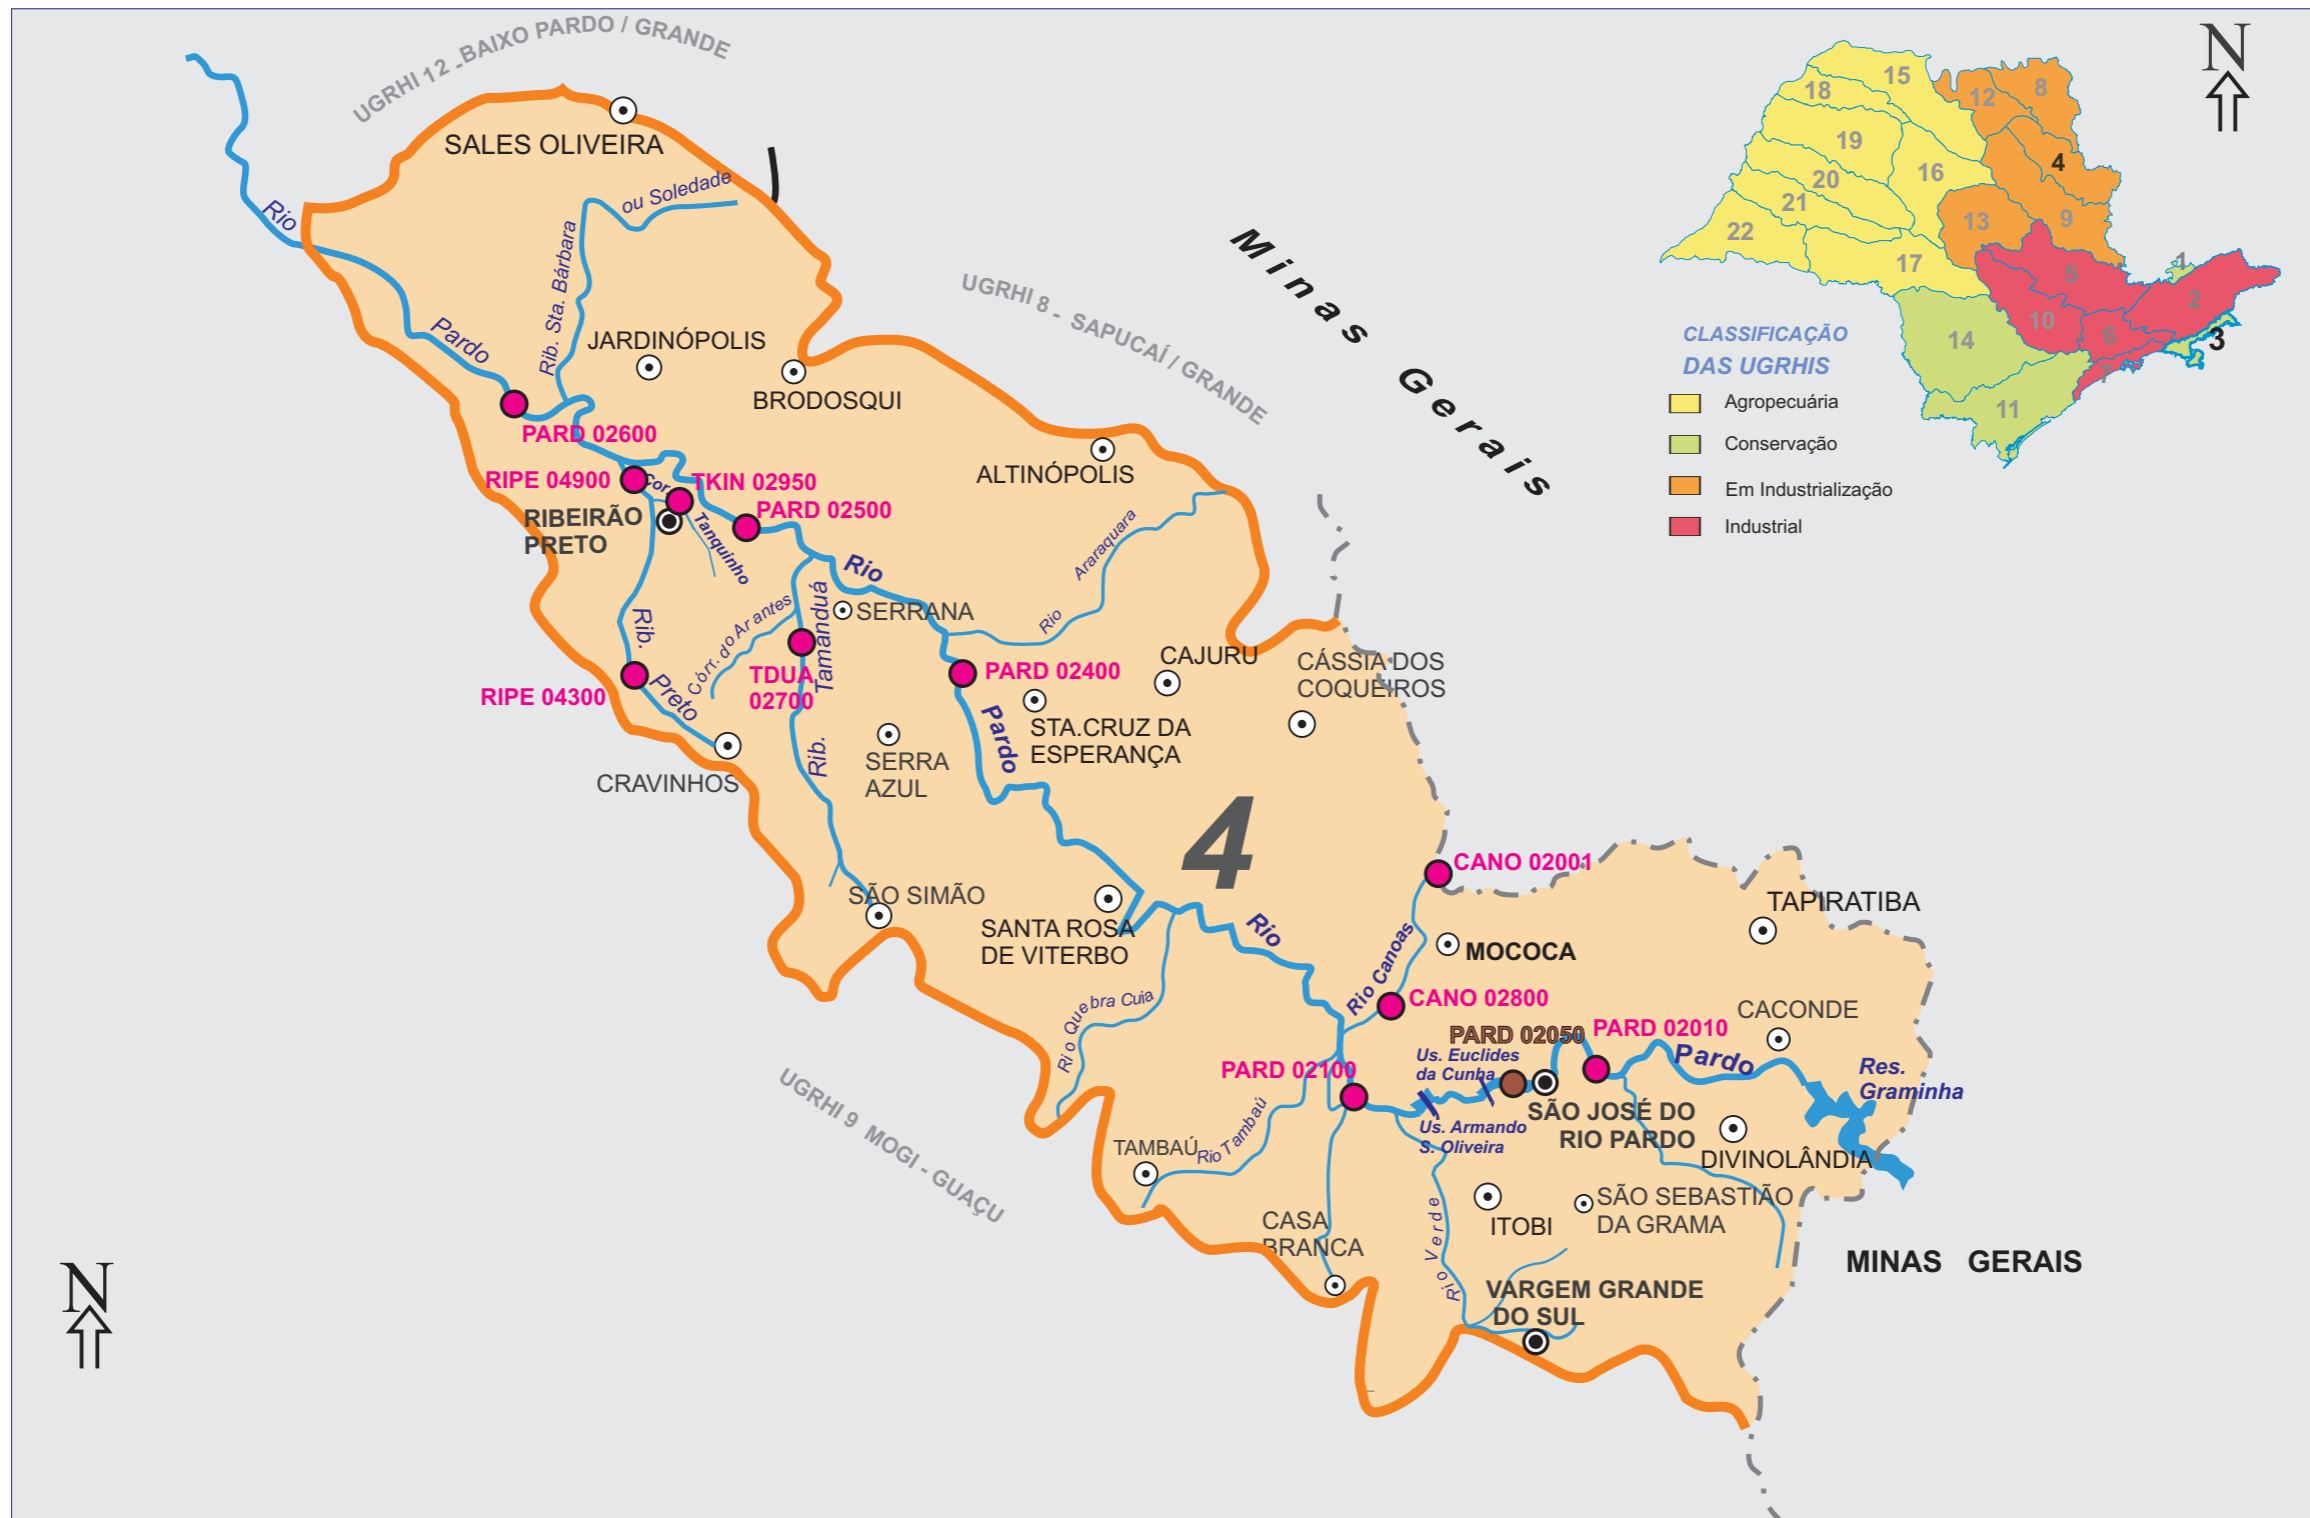 UGRHI 12 - BAIXO PARDO / GRANDE
SALES OLIVEIRA
Rio
Pardo
Rib. Sta. Bárbara
ou Soledade
JARDINÓPOLIS
BRODOSQUI
UGRHI 8 - SAPUCAÍ / GRANDE
Minas Gerais
ALTINÓPOLIS
PARD 02600
RIPE 04900
Cor.
Tanquinho
TKIN 02950
PARD 02500
RIBEIRÃO
PRETO
Rio
Araraquara
Rio
SERRANA
Córr. do Arantes
Rib.
Preto
RIPE 04300
TDUA
02700
Rib. Tamanduá
PARD 02400
CAJURU
CÁSSIA DOS
COQUEIROS
STA.CRUZ DA
ESPERANÇA
Pardo
SERRA
AZUL
CRAVINHOS
4
SÃO SIMÃO
SANTA ROSA
DE VITERBO
Rio
CANO 02001
TAPIRATIBA
MOCOCA
Rio Canoas
CANO 02800
Rio Quebra Cuia
PARD 02050
PARD 02010
CACONDE
Pardo
Res.
Graminha
PARD 02100
Us. Euclides
da Cunha
Us. Armando
S. Oliveira
SÃO JOSÉ DO
RIO PARDO
UGRHI 9 MOGI - GUAÇU
TAMBAÚ
Rio Tambaú
DIVINOLÂNDIA
SÃO SEBASTIÃO
DA GRAMA
ITOBI
CASA
BRANCA
Rio Verde
VARGEM GRANDE
DO SUL
MINAS GERAIS
N
N
15
18
12
8
19
4
16
20
21
13
9
22
17
1
5
2
10
6
3
14
7
11
CLASSIFICAÇÃO
DAS UGRHIS
Agropecuária
Conservação
Em Industrialização
Industrial